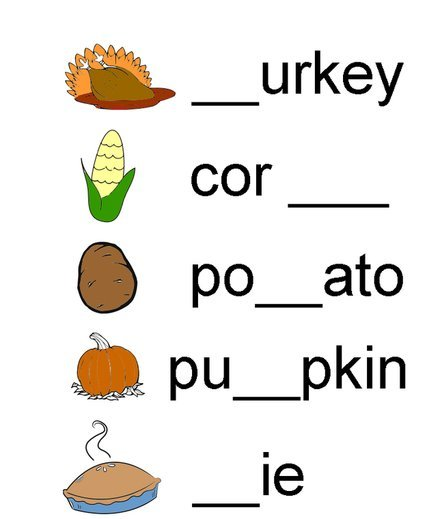 __urkey
cor ___
po__ato
pu__pkin
__ie